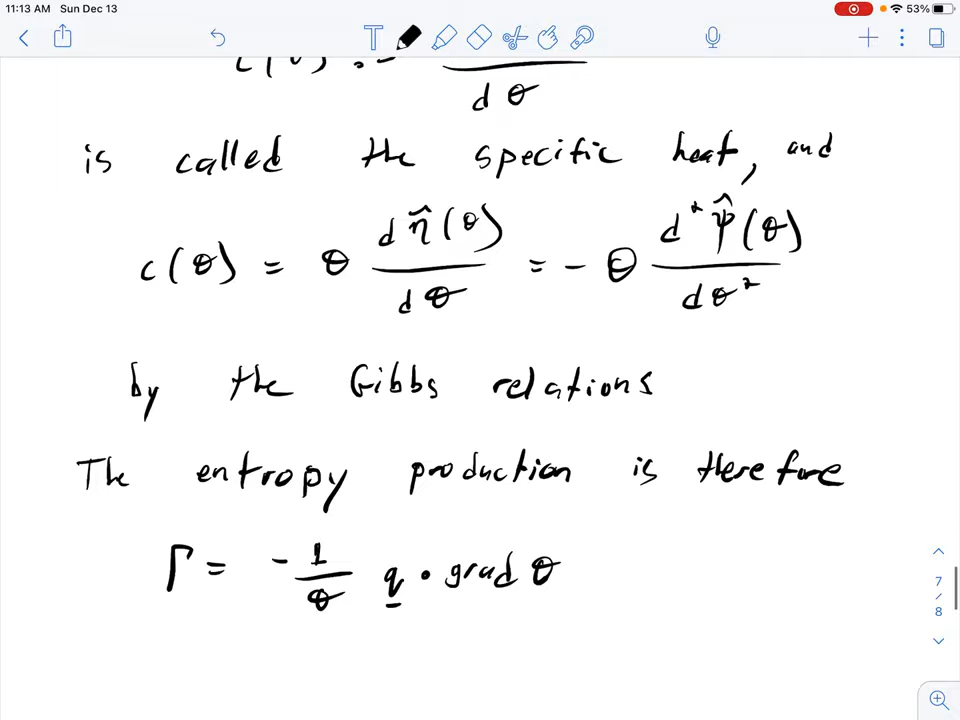 11:13 AM Sun Dec 13 53%
c(θ) :=
dθ
is called the specific heat, and
c(θ) = θ dη̂(θ)/dθ = -θ d²ψ̂(θ)/dθ²
by the Gibbs relations
The entropy production is therefore
Γ = -1/θ q · grad θ
7
/
8